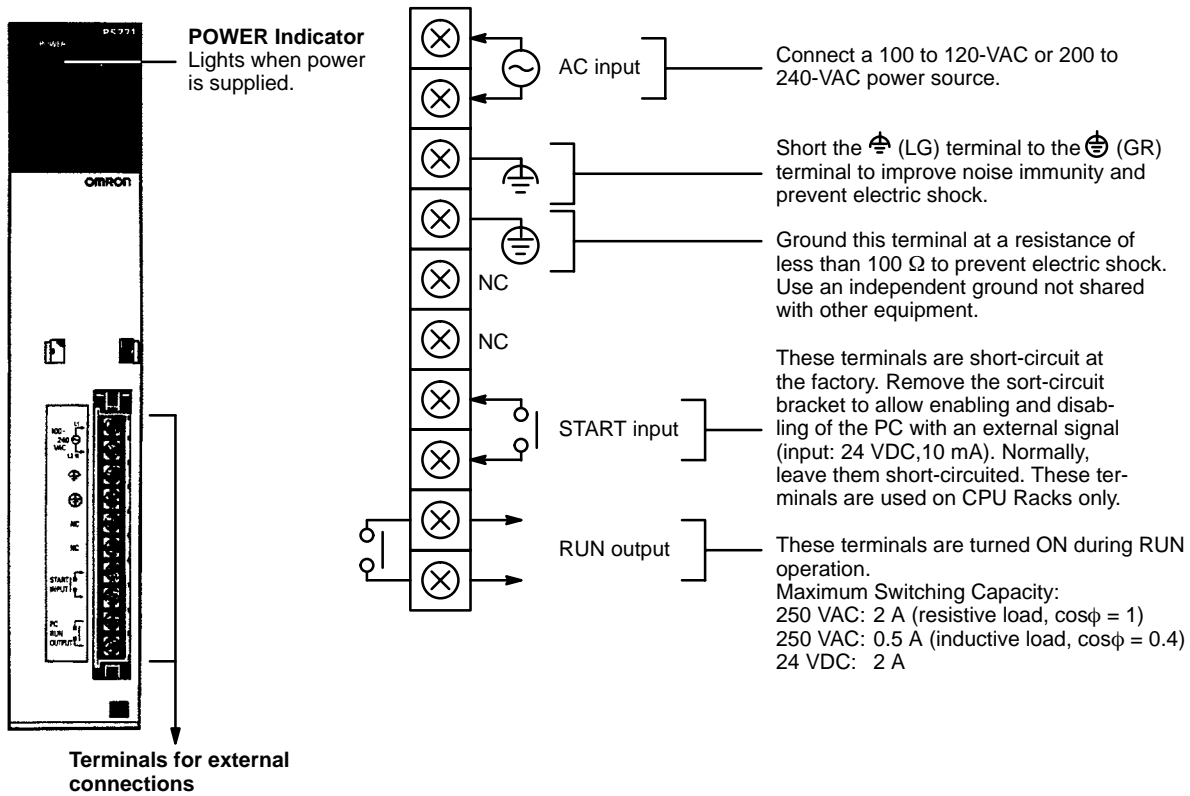 PS771
POWER
POWER Indicator
Lights when power
is supplied.
OMRON
100-
240
VAC
L1
L2
NC
NC
START
INPUT
PC
RUN
OUTPUT
Terminals for external
connections
AC input
NC
NC
START input
RUN output
Connect a 100 to 120-VAC or 200 to
240-VAC power source.
Short the (LG) terminal to the (GR)
terminal to improve noise immunity and
prevent electric shock.
Ground this terminal at a resistance of
less than 100 Ω to prevent electric shock.
Use an independent ground not shared
with other equipment.
These terminals are short-circuit at
the factory. Remove the sort-circuit
bracket to allow enabling and disab-
ling of the PC with an external signal
(input: 24 VDC,10 mA). Normally,
leave them short-circuited. These ter-
minals are used on CPU Racks only.
These terminals are turned ON during RUN
operation.
Maximum Switching Capacity:
250 VAC: 2 A (resistive load, cosϕ = 1)
250 VAC: 0.5 A (inductive load, cosϕ = 0.4)
24 VDC: 2 A